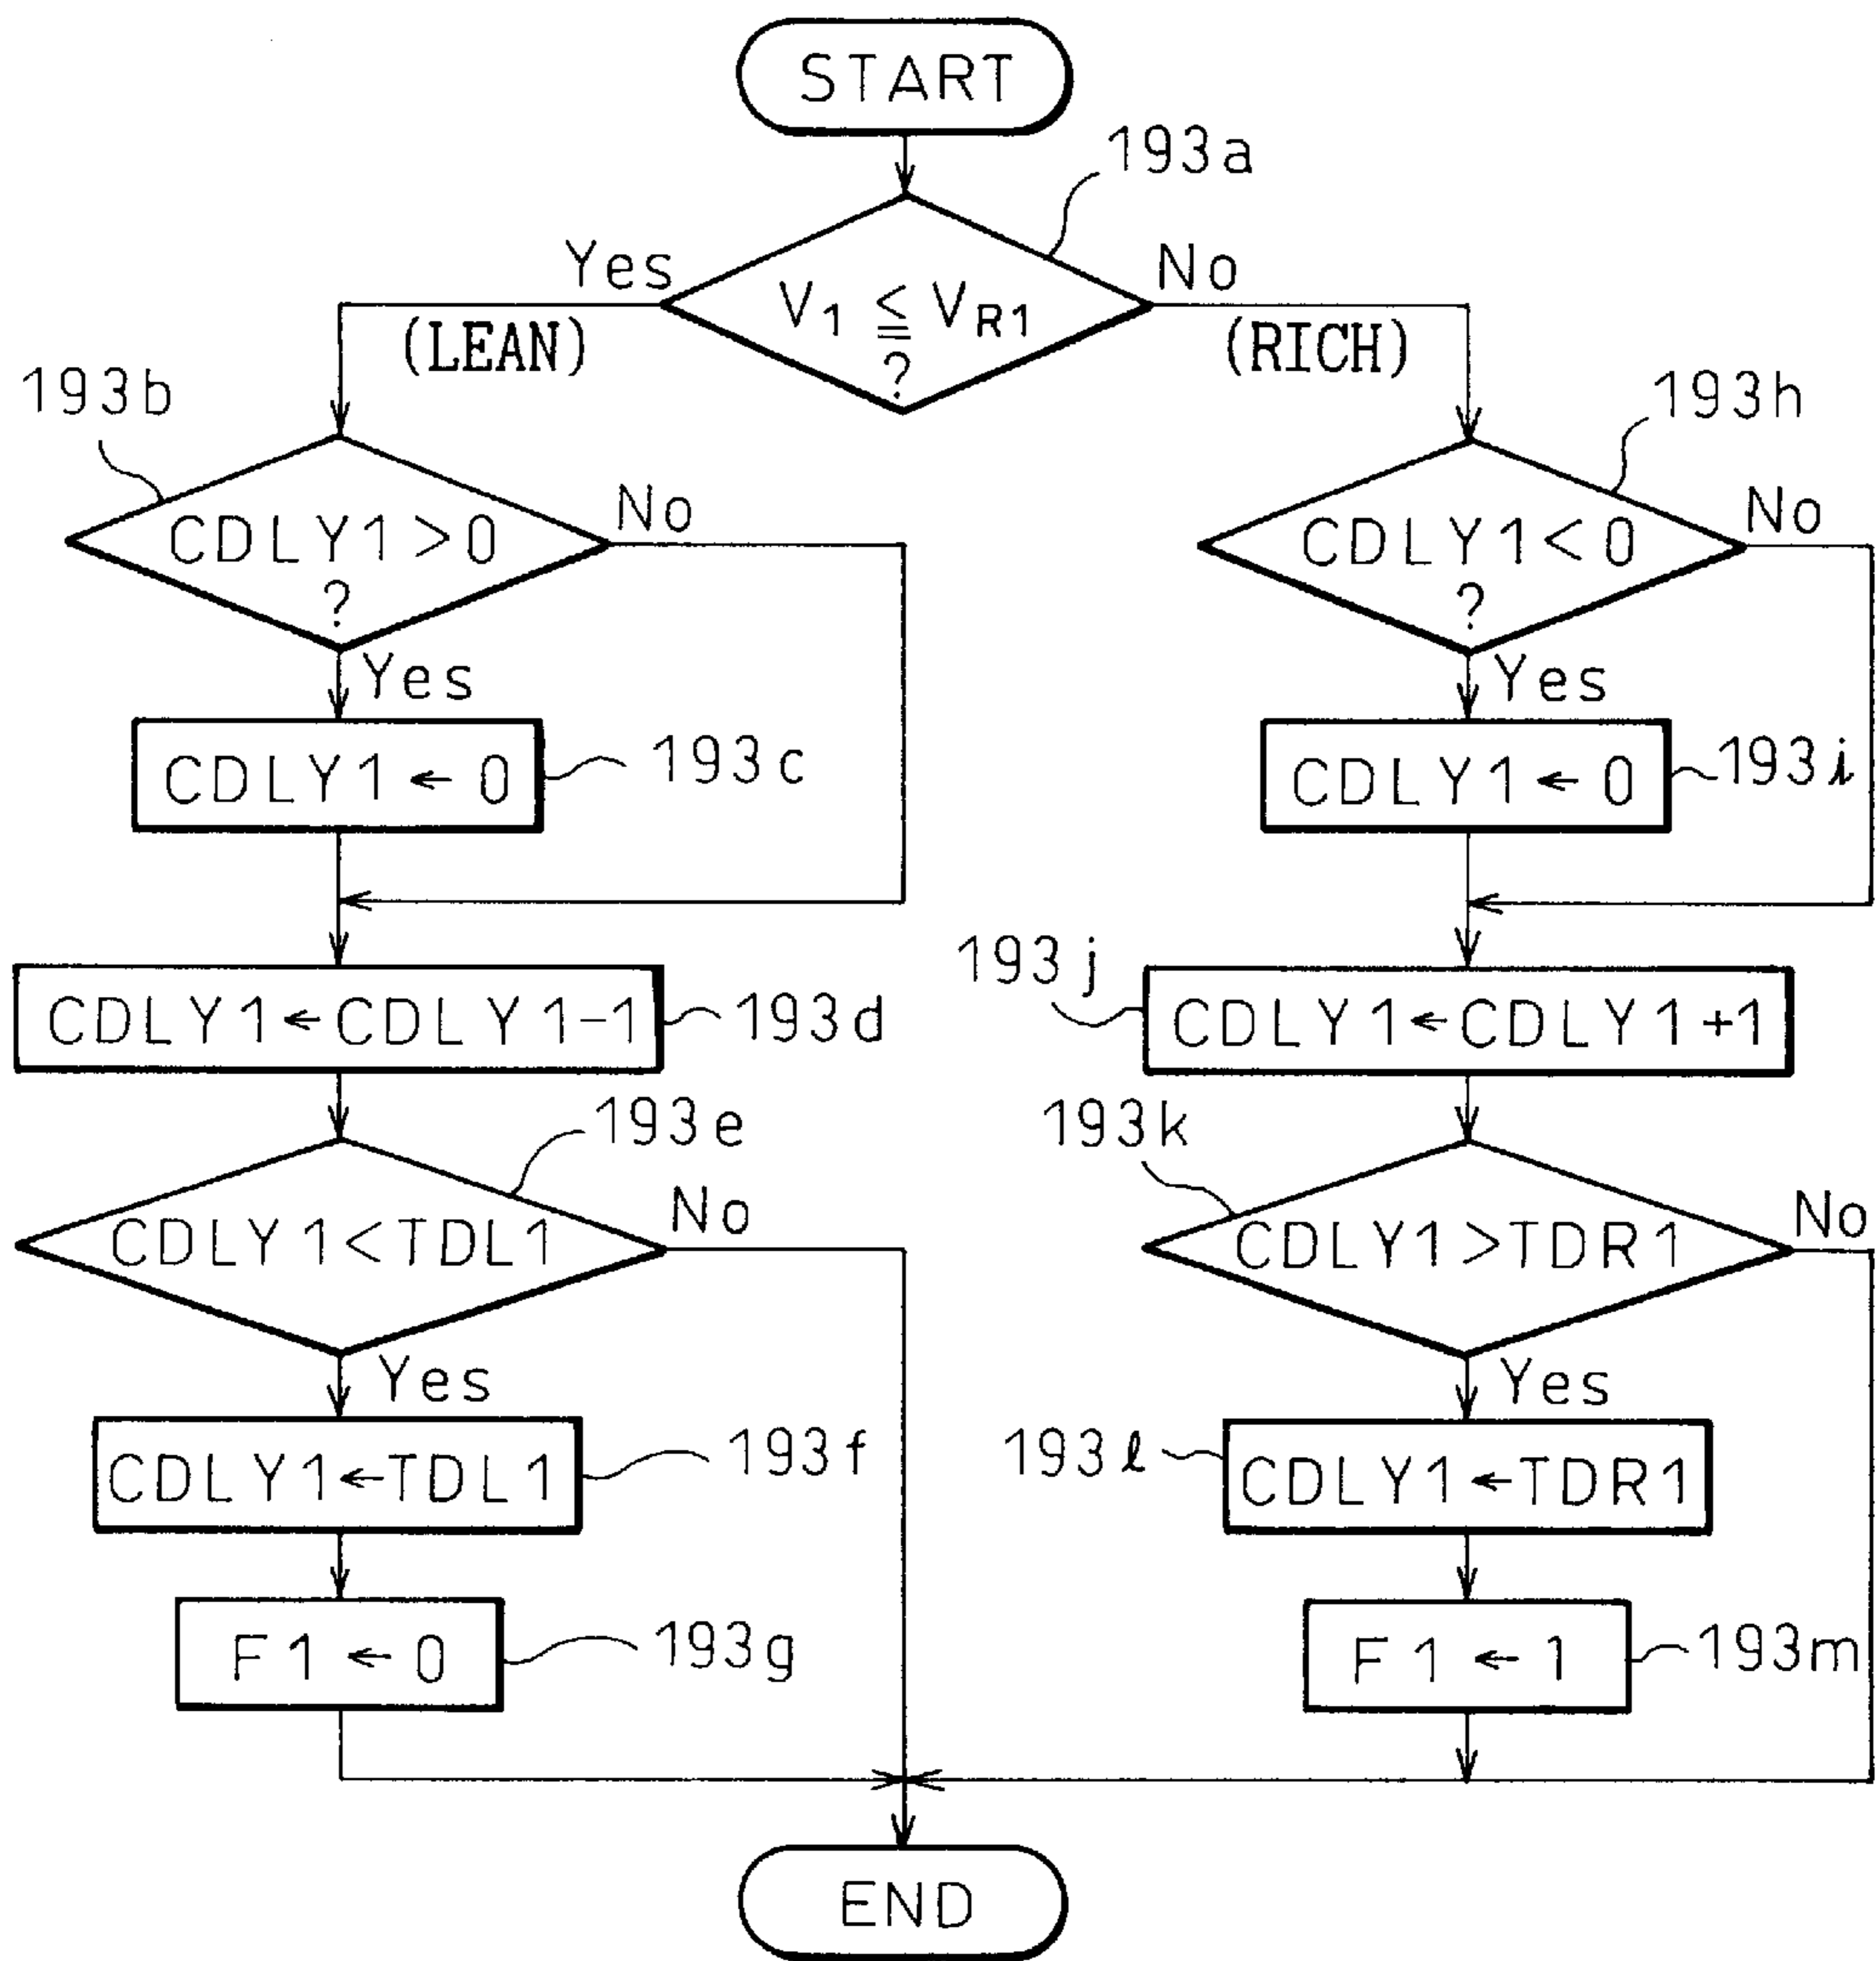 START
193a
Yes
No
V1 ≦ VR1
?
(LEAN)
(RICH)
193b
193h
No
No
CDLY1>0
?
CDLY1<0
?
Yes
Yes
CDLY1←0
193c
CDLY1←0
193i
CDLY1←CDLY1-1
193d
193j
CDLY1←CDLY1+1
193e
193k
No
No
CDLY1<TDL1
CDLY1>TDR1
Yes
Yes
CDLY1←TDL1
193f
193ℓ
CDLY1←TDR1
F1←0
193g
F1←1
193m
END